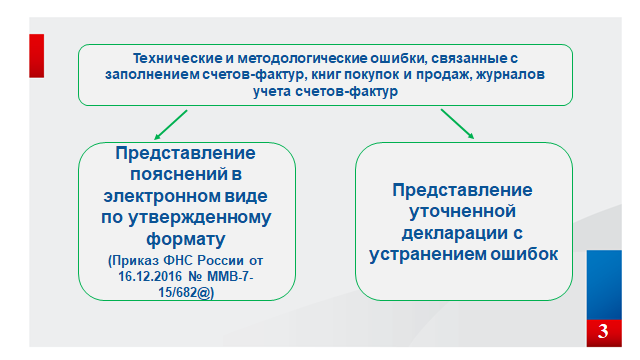 Технические и методологические ошибки, связанные с
заполнением счетов-фактур, книг покупок и продаж, журналов
учета счетов-фактур
Представление
пояснений в
электронном виде
по утвержденному
формату
(Приказ ФНС России от
16.12.2016 № ММВ-7-
15/682@)
Представление
уточненной
декларации с
устранением ошибок
3